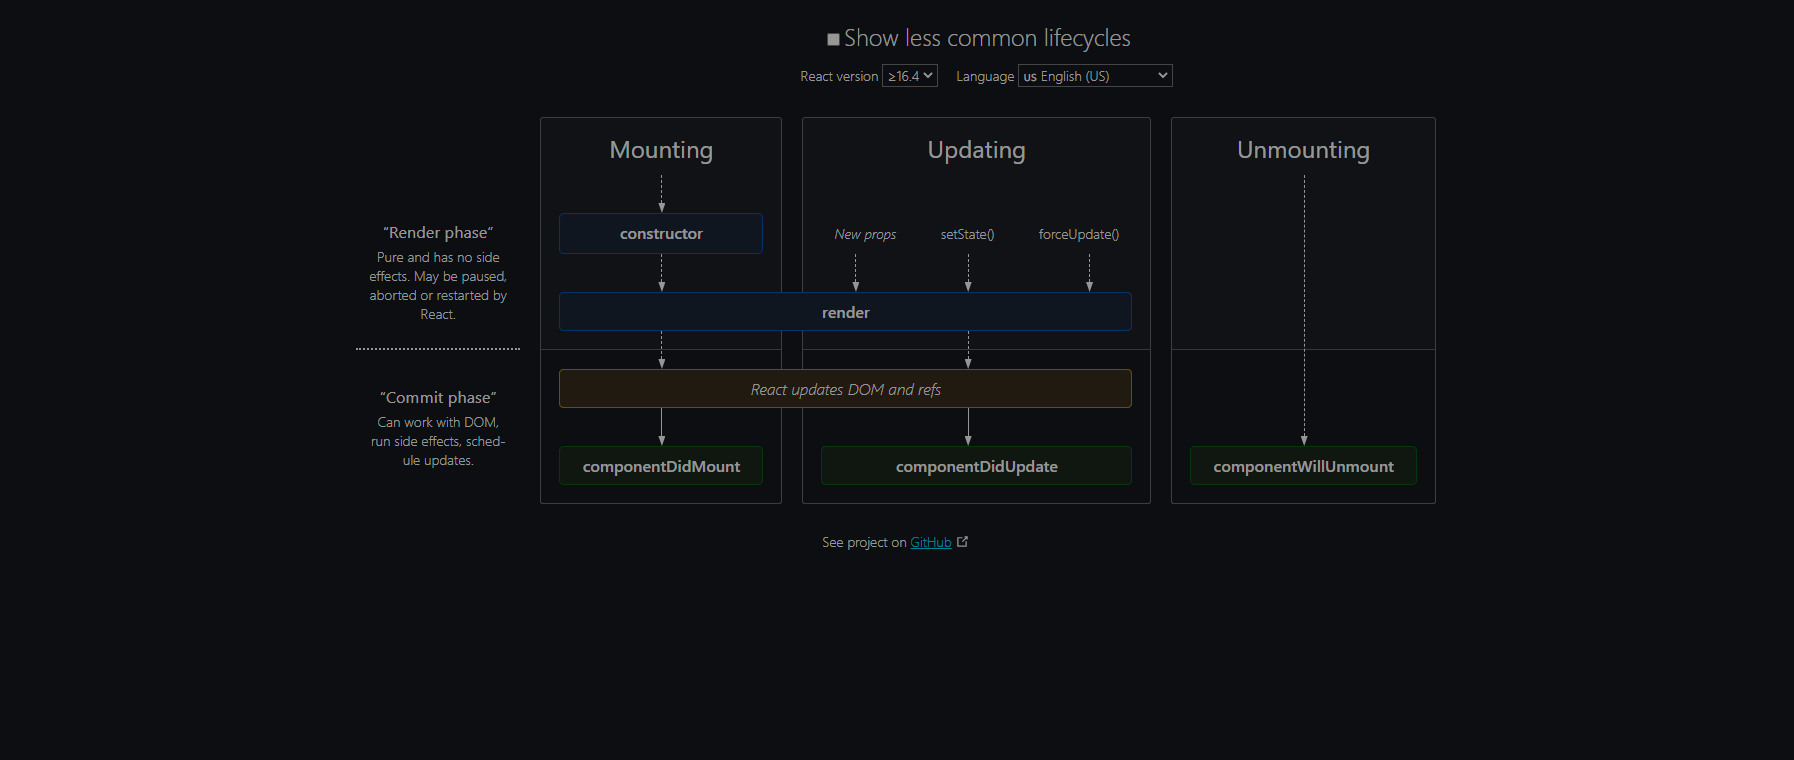 Show less common lifecycles
React version ≥16.4 Language us English (US)
Mounting
Updating
Unmounting
“Render phase”
Pure and has no side
effects. May be paused,
aborted or restarted by
React.
constructor
New props
setState()
forceUpdate()
render
“Commit phase”
Can work with DOM,
run side effects, sched-
ule updates.
React updates DOM and refs
componentDidMount
componentDidUpdate
componentWillUnmount
See project on GitHub